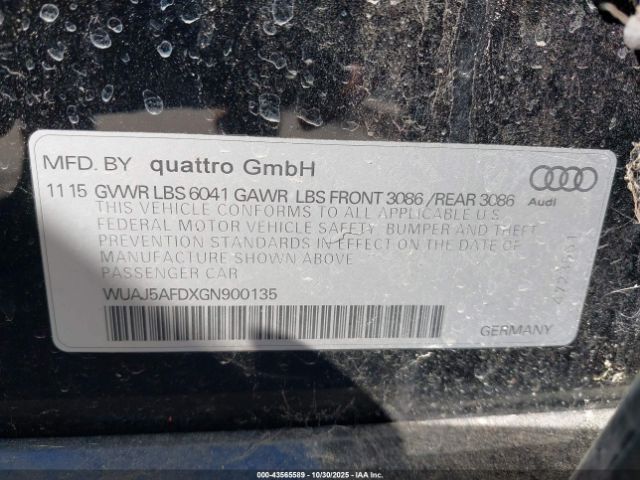 MFD. BY quattro GmbH
11 15 GVWR LBS 6041 GAWR LBS FRONT 3086 /REAR 3086
THIS VEHICLE CONFORMS TO ALL APPLICABLE U.S.
FEDERAL MOTOR VEHICLE SAFETY, BUMPER AND THEFT
PREVENTION STANDARDS IN EFFECT ON THE DATE OF
MANUFACTURE SHOWN ABOVE.
PASSENGER CAR
WUAJ5AFDXGN900135
Audi
GERMANY
00-43565589 - 10/30/2025 - IAA Inc.